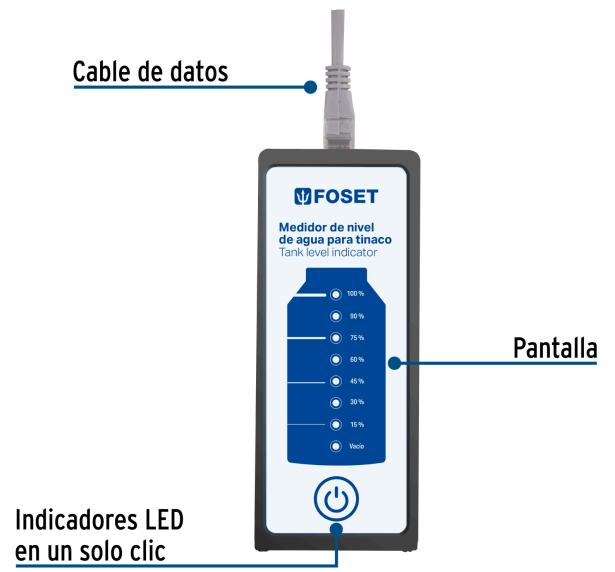 Cable de datos
FOSET
Medidor de nivel
de agua para tinaco
Tank level indicator
100 %
90 %
75 %
60 %
45 %
30 %
15 %
Vacío
Pantalla
Indicadores LED
en un solo clic